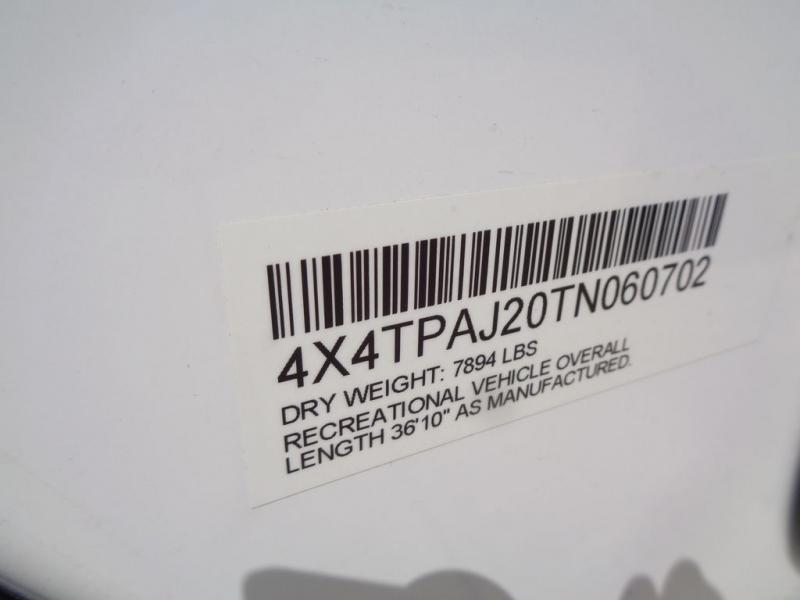 4X4TPAJ20TN060702
DRY WEIGHT: 7894 LBS
RECREATIONAL VEHICLE OVERALL
LENGTH 36'10" AS MANUFACTURED.